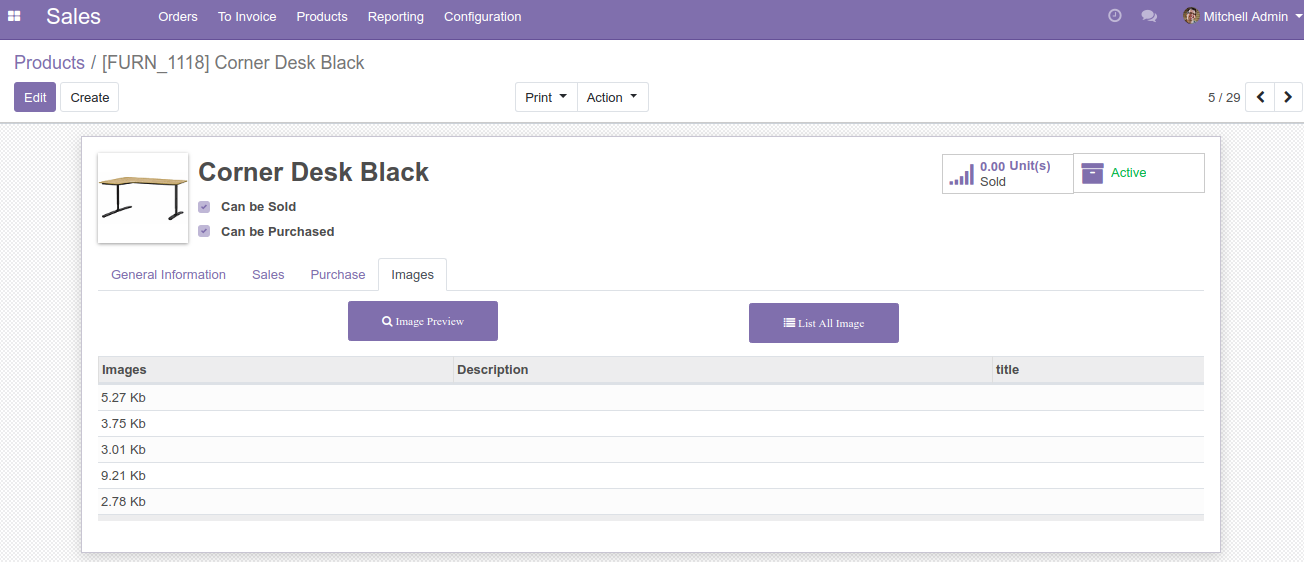 Sales Orders To Invoice Products Reporting Configuration Mitchell Admin
Products / [FURN_1118] Corner Desk Black
Edit Create Print Action 5 / 29
Corner Desk Black
0.00 Unit(s)
Sold
Active
Can be Sold
Can be Purchased
General Information Sales Purchase Images
Image Preview List All Image
Images Description title
5.27 Kb
3.75 Kb
3.01 Kb
9.21 Kb
2.78 Kb